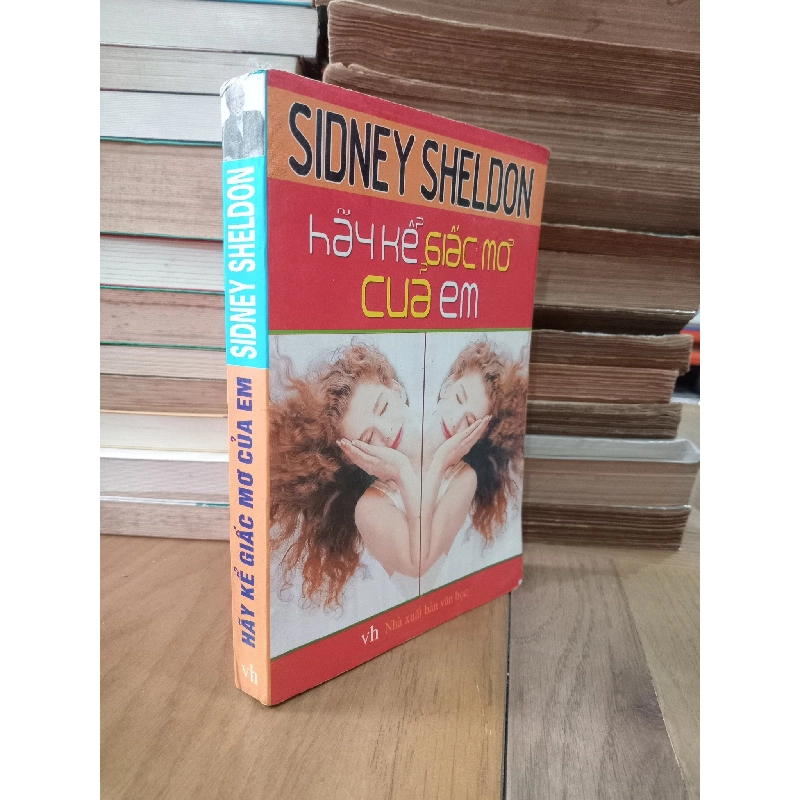 SIDNEY SHELDON
hãy kể giấc mơ
của em
vh Nhà xuất bản văn học
SIDNEY SHELDON
HÃY KỂ GIẤC MƠ CỦA EM
vh